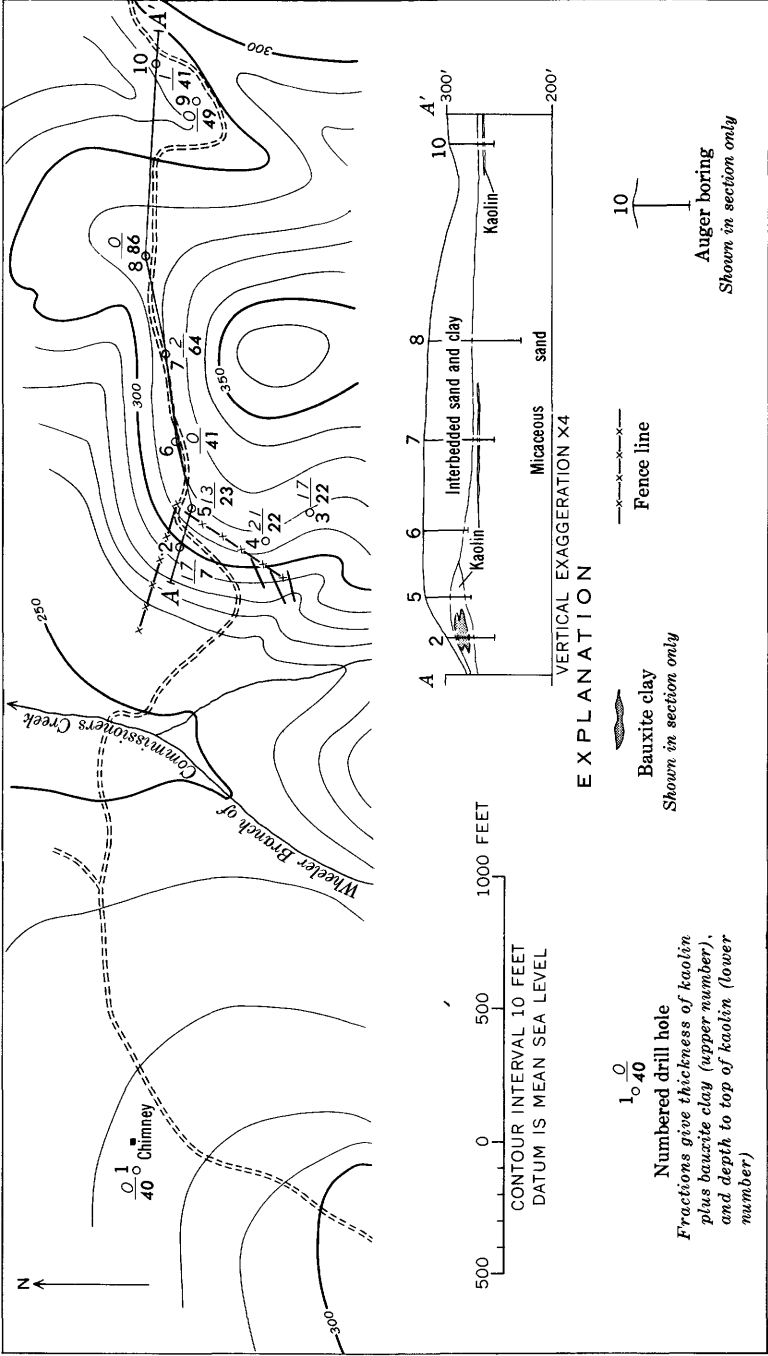 N
300
1 0
40
Chimney
Wheeler Branch of
Commissioners Creek
250
A
2 17
7
3 17
22
4 21
22
5 13
23
6 0
41
7 2
64
8 0
86
9 0
49
10 1
41
A'
300
350
300
500 0 500 1000 FEET
CONTOUR INTERVAL 10 FEET
DATUM IS MEAN SEA LEVEL
A
2
5
6
7
8
10
A'
300'
200'
Kaolin
Interbedded sand and clay
Micaceous sand
Kaolin
VERTICAL EXAGGERATION X4
EXPLANATION
1 0
40
Numbered drill hole
Fractions give thickness of kaolin
plus bauxite clay (upper number),
and depth to top of kaolin (lower
number)
Bauxite clay
Shown in section only
Fence line
10
Auger boring
Shown in section only